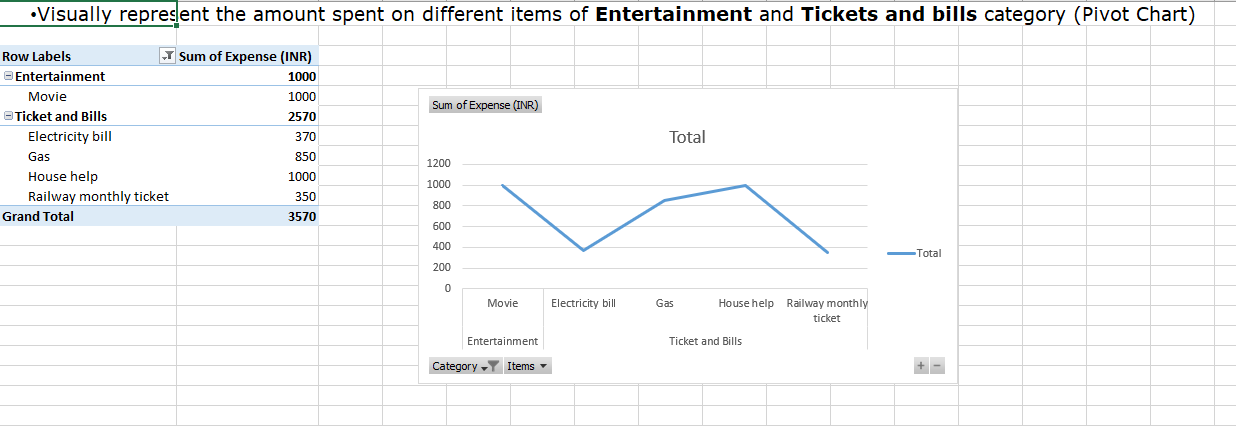 •Visually represent the amount spent on different items of Entertainment and Tickets and bills category (Pivot Chart)
Row Labels Sum of Expense (INR)
Entertainment 1000
Movie 1000
Ticket and Bills 2570
Electricity bill 370
Gas 850
House help 1000
Railway monthly ticket 350
Grand Total 3570
Sum of Expense (INR)
Total
1200
1000
800
600
400
200
0
Total
Movie Electricity bill Gas House help Railway monthly
ticket
Entertainment Ticket and Bills
Category Items + -